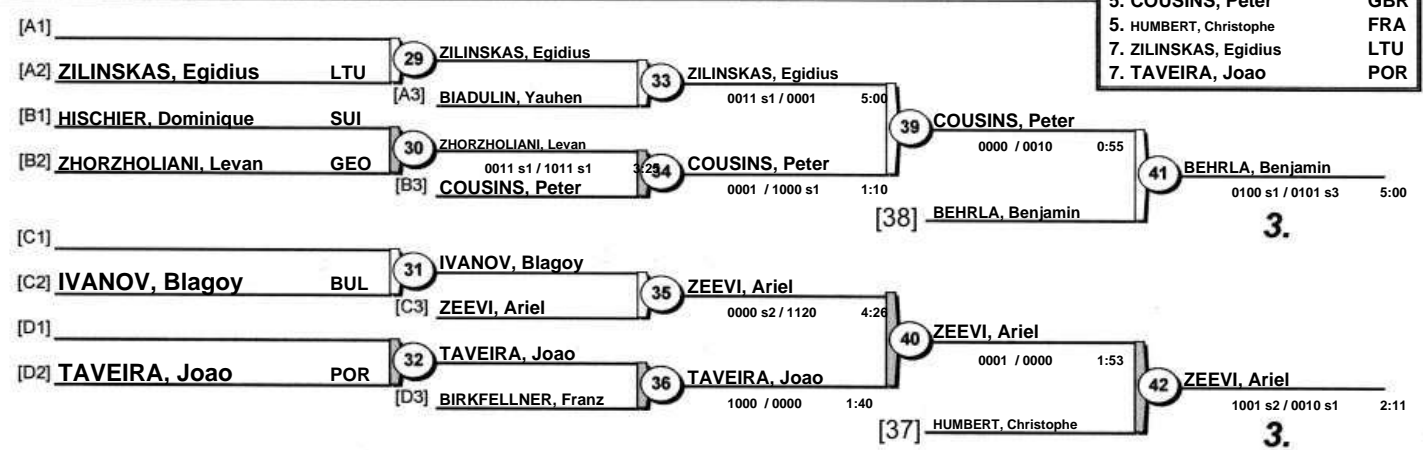 5. COUSINS, Peter GBR
5. HUMBERT, Christophe FRA
7. ZILINSKAS, Egidius LTU
7. TAVEIRA, Joao POR
[A1]
[A2] ZILINSKAS, Egidius LTU
29 ZILINSKAS, Egidius
[A3] BIADULIN, Yauhen
33 ZILINSKAS, Egidius
0011 s1 / 0001 5:00
[B1] HISCHIER, Dominique SUI
[B2] ZHORZHOLIANI, Levan GEO
30 ZHORZHOLIANI, Levan
0011 s1 / 1011 s1 3:25
[B3] COUSINS, Peter
34 COUSINS, Peter
0001 / 1000 s1 1:10
39 COUSINS, Peter
0000 / 0010 0:55
[38] BEHRLA, Benjamin
41 BEHRLA, Benjamin
0100 s1 / 0101 s3 5:00
3.
[C1]
[C2] IVANOV, Blagoy BUL
31 IVANOV, Blagoy
[C3] ZEEVI, Ariel
35 ZEEVI, Ariel
0000 s2 / 1120 4:26
[D1]
[D2] TAVEIRA, Joao POR
32 TAVEIRA, Joao
[D3] BIRKFELLNER, Franz
36 TAVEIRA, Joao
1000 / 0000 1:40
40 ZEEVI, Ariel
0001 / 0000 1:53
[37] HUMBERT, Christophe
42 ZEEVI, Ariel
1001 s2 / 0010 s1 2:11
3.